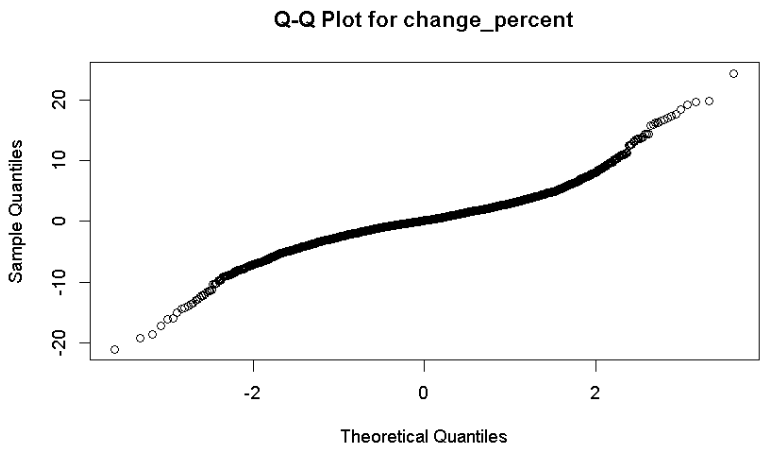 Q-Q Plot for change_percent
Sample Quantiles
20
10
0
-10
-20
-2
0
2
Theoretical Quantiles